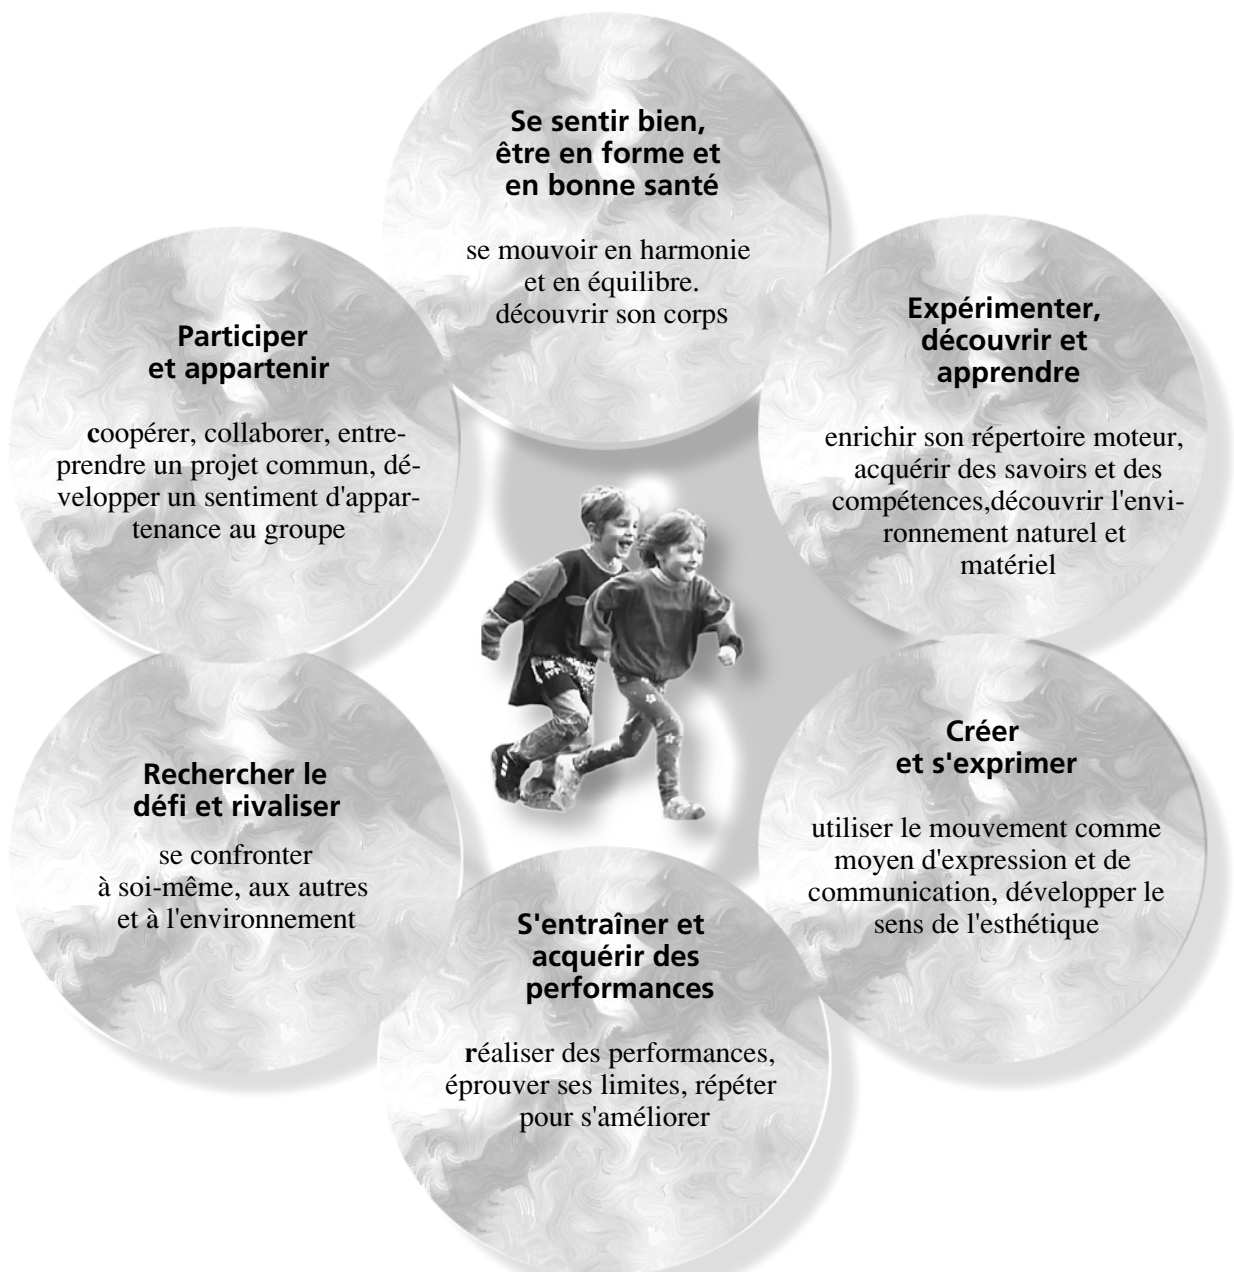 Se sentir bien,
être en forme et
en bonne santé
se mouvoir en harmonie
et en équilibre.
découvrir son corps
Expérimenter,
découvrir et
apprendre
enrichir son répertoire moteur,
acquérir des savoirs et des
compétences,découvrir l'envi-
ronnement naturel et
matériel
Créer
et s'exprimer
utiliser le mouvement comme
moyen d'expression et de
communication, développer le
sens de l'esthétique
S'entraîner et
acquérir des
performances
réaliser des performances,
éprouver ses limites, répéter
pour s'améliorer
Rechercher le
défi et rivaliser
se confronter
à soi-même, aux autres
et à l'environnement
Participer
et appartenir
coopérer, collaborer, entre-
prendre un projet commun, dé-
velopper un sentiment d'appar-
tenance au groupe